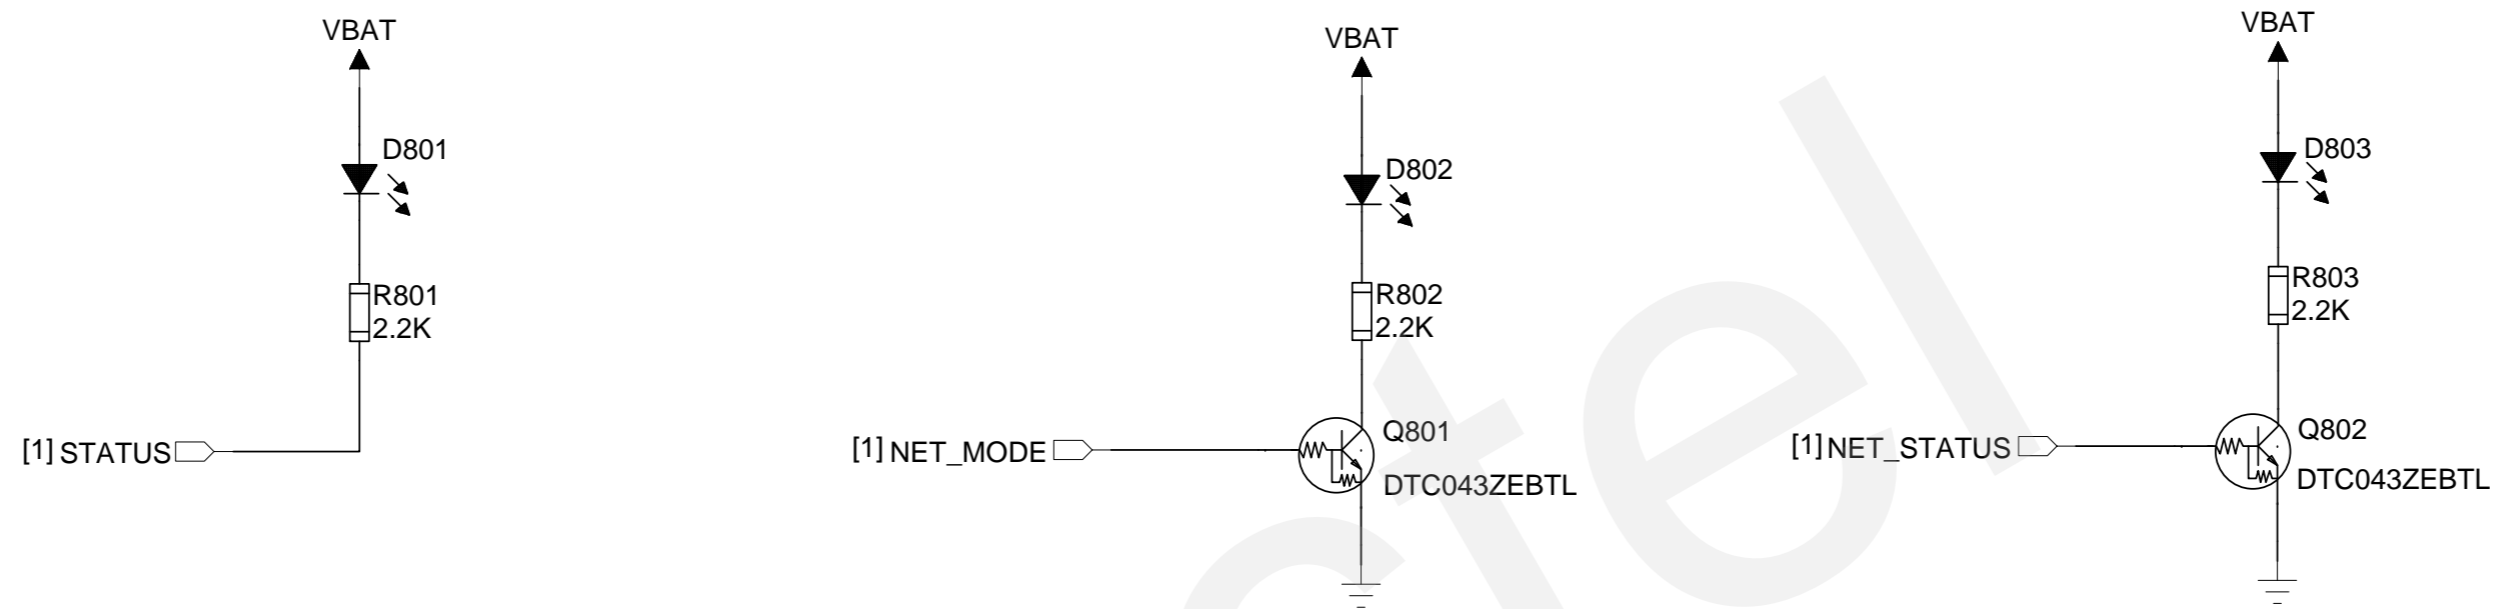 VBAT
D801
R801
2.2K
[1] STATUS
VBAT
D802
R802
2.2K
[1] NET_MODE
Q801
DTC043ZEBTL
VBAT
D803
R803
2.2K
[1] NET_STATUS
Q802
DTC043ZEBTL
ctel